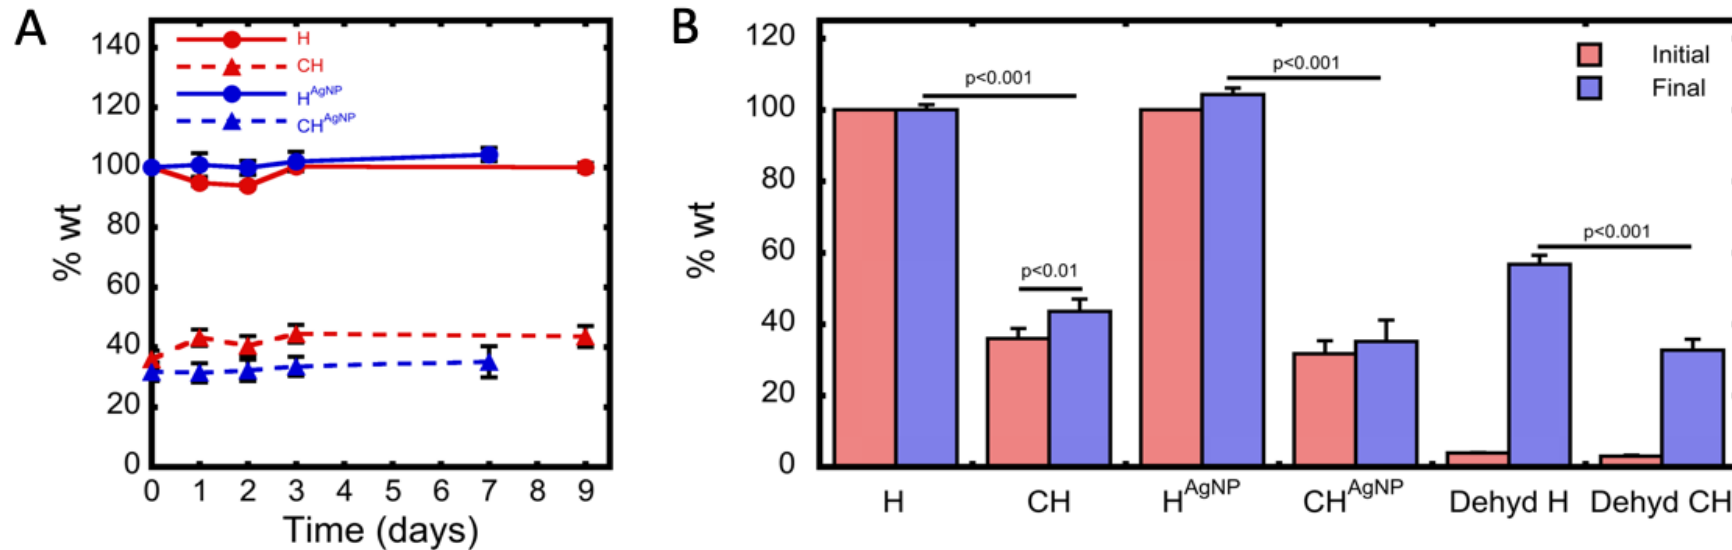 A
% wt
140
120
100
80
60
40
20
0
H
CH
H^AgNP
CH^AgNP
0 1 2 3 4 5 6 7 8 9
Time (days)
B
% wt
120
100
80
60
40
20
0
p<0.001
p<0.01
p<0.001
p<0.001
Initial
Final
H CH H^AgNP CH^AgNP Dehyd H Dehyd CH